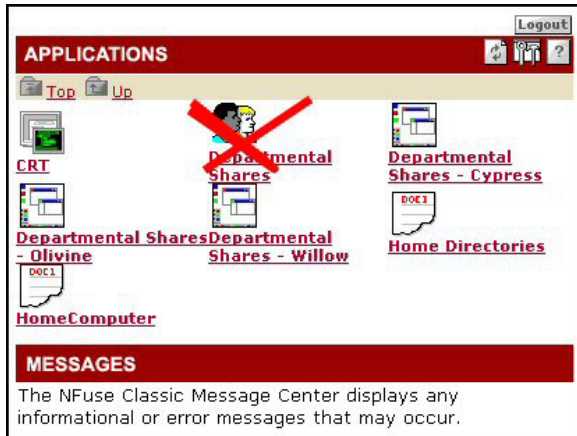 Logout
APPLICATIONS
?
Top Up
CRT
Departmental
Shares
Departmental
Shares - Cypress
Departmental Shares
- Olivine
Departmental
Shares - Willow
DOC1
Home Directories
DOC1
HomeComputer
MESSAGES
The NFuse Classic Message Center displays any
informational or error messages that may occur.